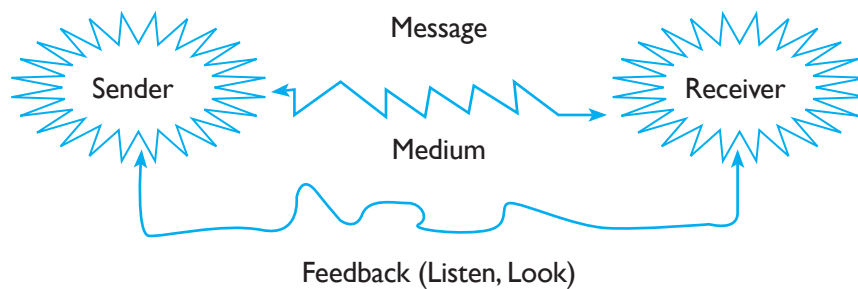 Message
Sender
Receiver
Medium
Feedback (Listen, Look)